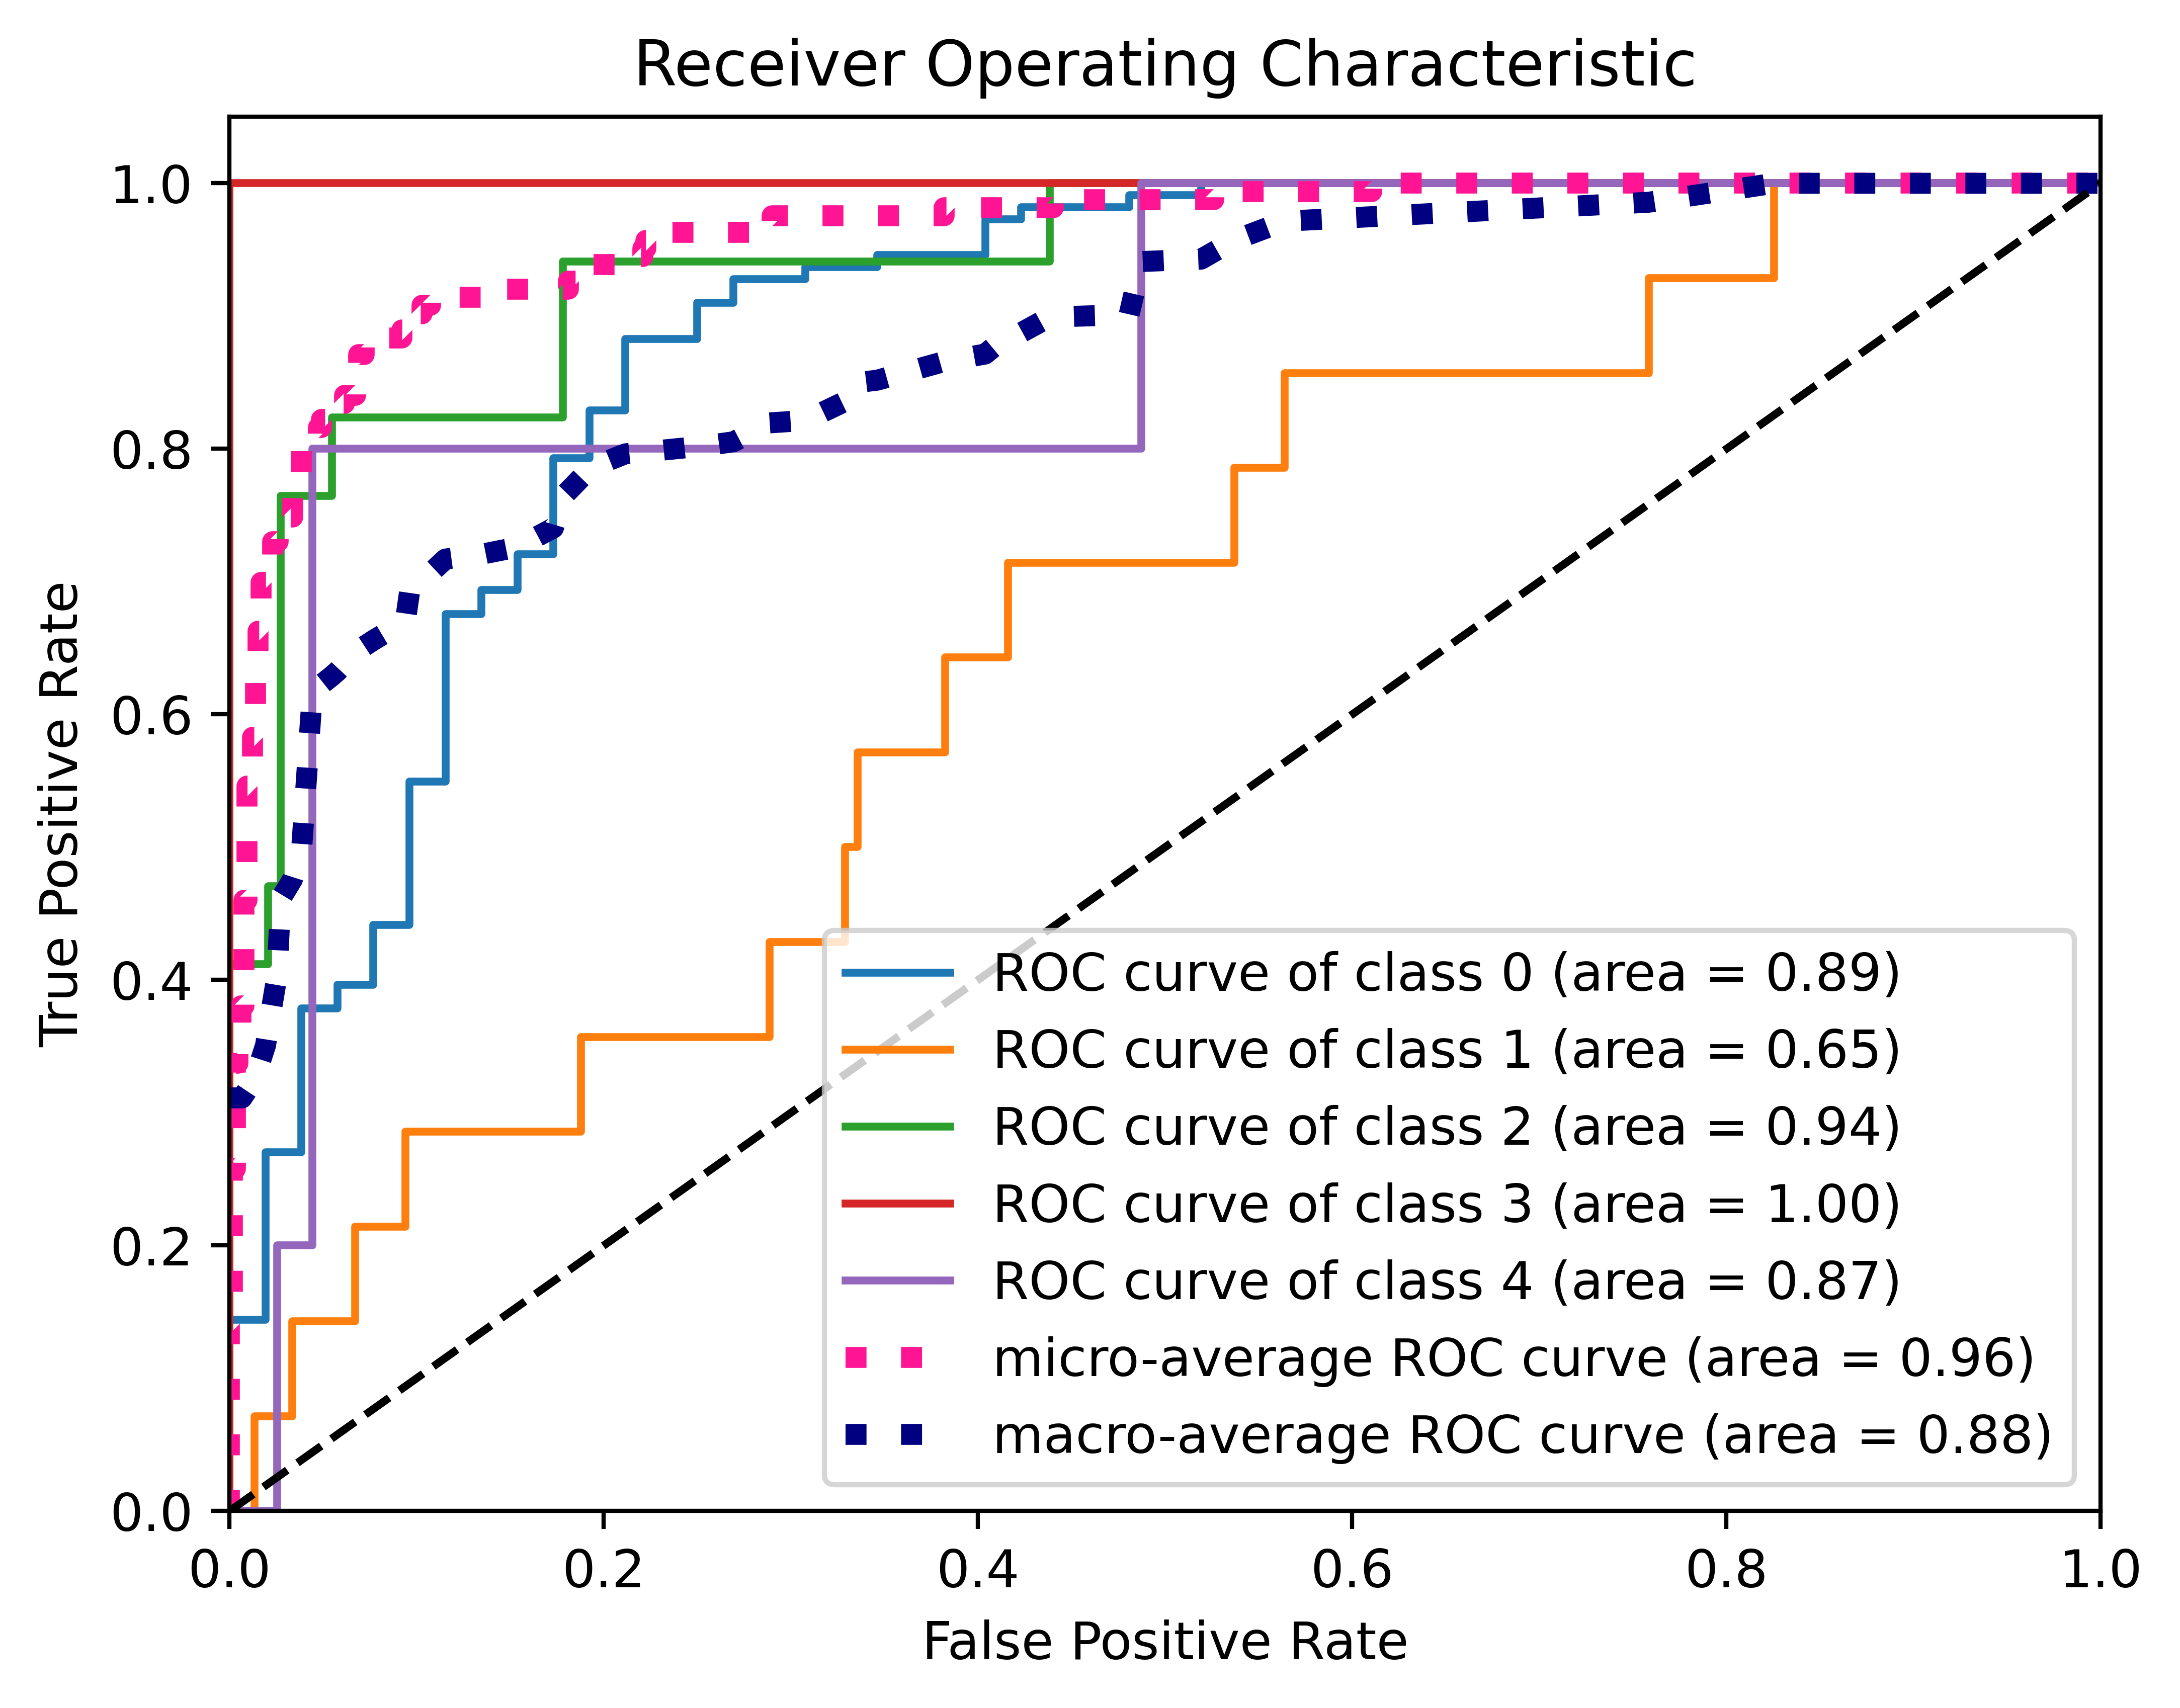 Receiver Operating Characteristic
1.0
0.8
0.6
0.4
0.2
0.0
True Positive Rate
ROC curve of class 0 (area = 0.89)
ROC curve of class 1 (area = 0.65)
ROC curve of class 2 (area = 0.94)
ROC curve of class 3 (area = 1.00)
ROC curve of class 4 (area = 0.87)
micro-average ROC curve (area = 0.96)
macro-average ROC curve (area = 0.88)
0.0 0.2 0.4 0.6 0.8 1.0
False Positive Rate